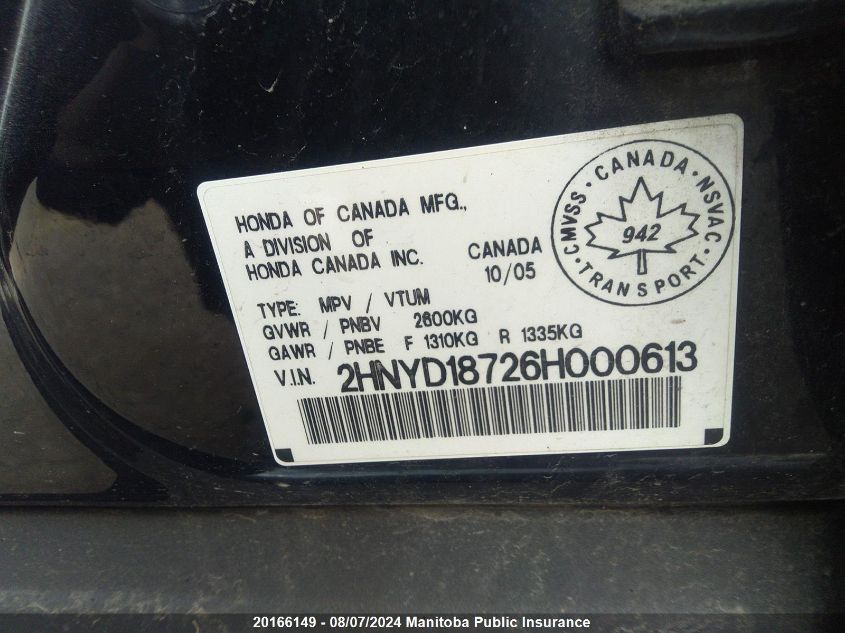 HONDA OF CANADA MFG.,
A DIVISION OF
HONDA CANADA INC.
CANADA
10/05
CMVSS · CANADA · NSVAC · TRANSPORT ·
942
TYPE: MPV / VTUM
GVWR / PNBV 2600KG
GAWR / PNBE F 1310KG R 1335KG
V.I.N. 2HNYD18726H000613
20166149 - 08/07/2024 Manitoba Public Insurance